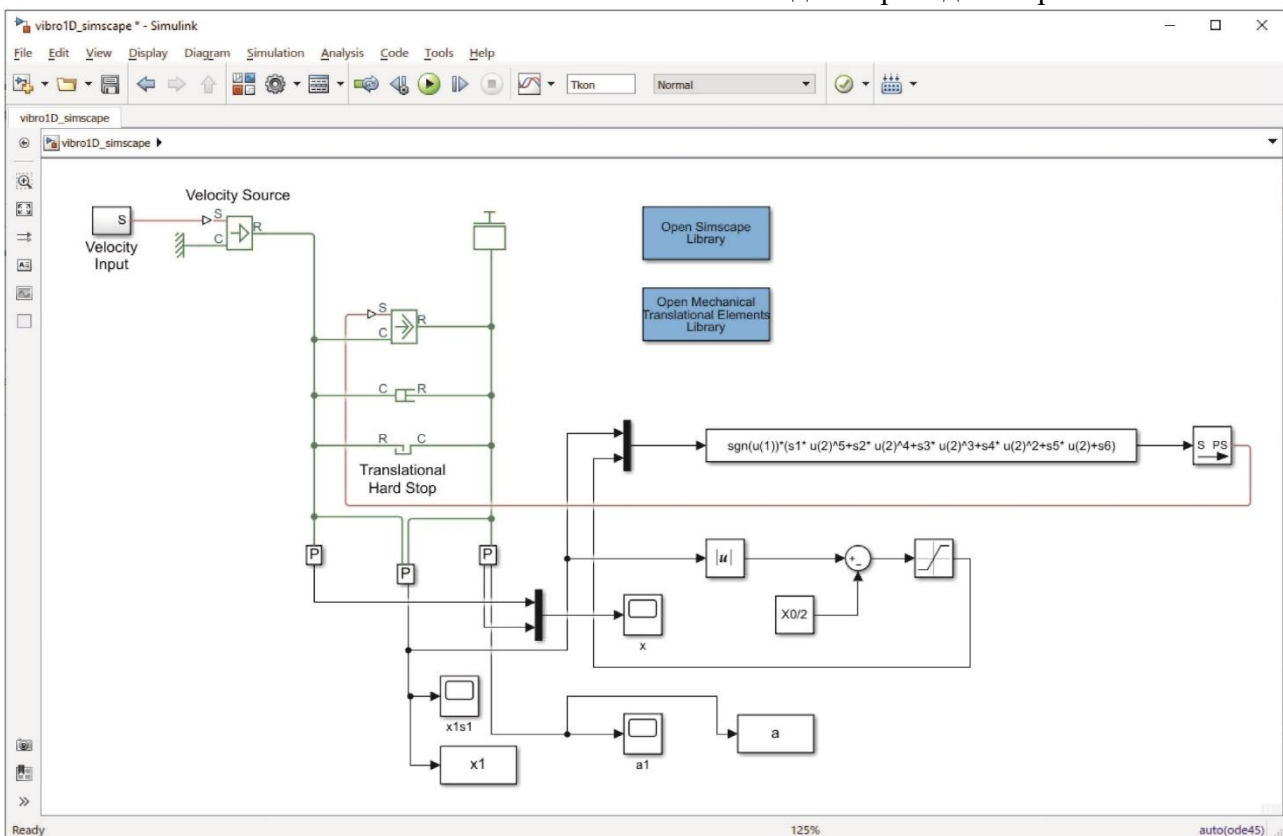 vibro1D_simscape * - Simulink
File Edit View Display Diagram Simulation Analysis Code Tools Help
Tkon Normal
vibro1D_simscape
vibro1D_simscape
Velocity Source
S
S
C
R
Velocity
Input
Open Simscape
Library
Open Mechanical
Translational Elements
Library
S
C
R
C R
R C
Translational
Hard Stop
sgn(u(1))*(s1* u(2)^5+s2* u(2)^4+s3* u(2)^3+s4* u(2)^2+s5* u(2)+s6)
S PS
P
P
P
|u|
+
-
X0/2
x
x1s1
x1
a1
a
Ready 125% auto(ode45)